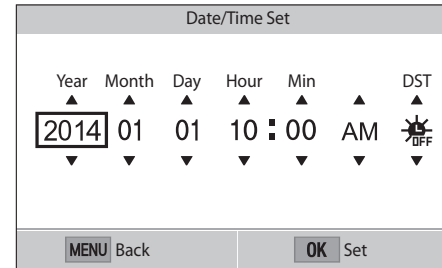 Date/Time Set
Year Month Day Hour Min DST
2014 01 01 10 : 00 AM OFF
MENU Back OK Set